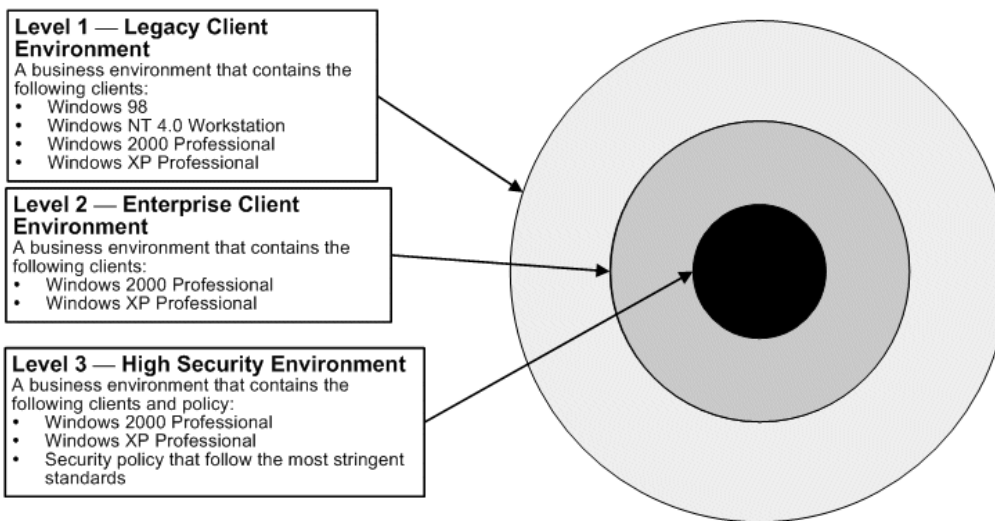 Level 1 — Legacy Client
Environment
A business environment that contains the
following clients:
• Windows 98
• Windows NT 4.0 Workstation
• Windows 2000 Professional
• Windows XP Professional
Level 2 — Enterprise Client
Environment
A business environment that contains the
following clients:
• Windows 2000 Professional
• Windows XP Professional
Level 3 — High Security Environment
A business environment that contains the
following clients and policy:
• Windows 2000 Professional
• Windows XP Professional
• Security policy that follow the most stringent
standards